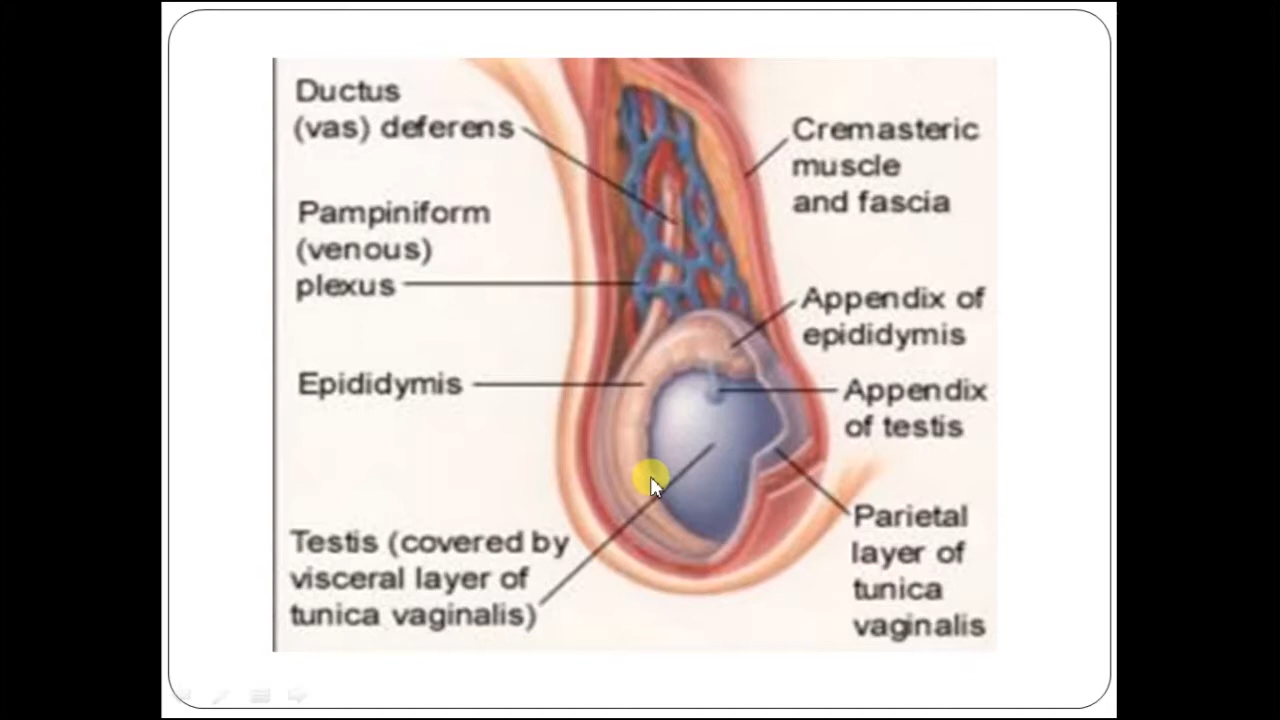 Ductus
(vas) deferens
Pampiniform
(venous)
plexus
Epididymis
Testis (covered by
visceral layer of
tunica vaginalis)
Cremasteric
muscle
and fascia
Appendix of
epididymis
Appendix
of testis
Parietal
layer of
tunica
vaginalis